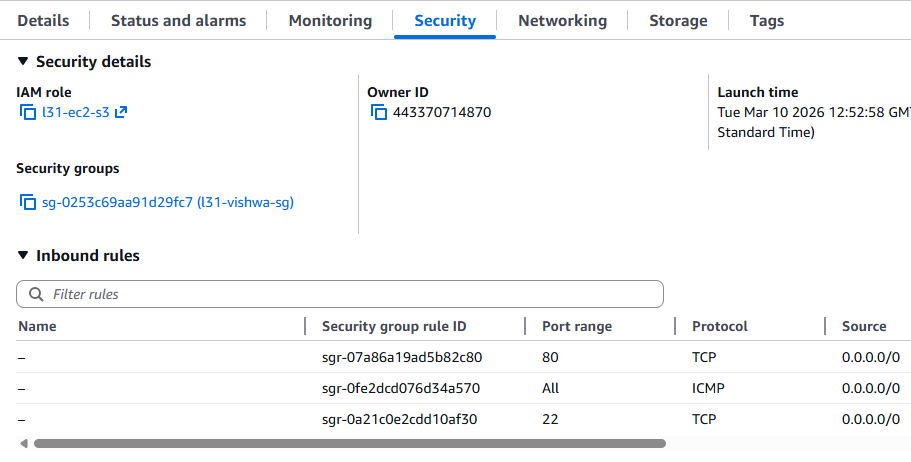 Details Status and alarms Monitoring Security Networking Storage Tags
Security details
IAM role
l31-ec2-s3
Owner ID
443370714870
Launch time
Tue Mar 10 2026 12:52:58 GMT
Standard Time)
Security groups
sg-0253c69aa91d29fc7 (l31-vishwa-sg)
Inbound rules
Filter rules
Name Security group rule ID Port range Protocol Source
– sgr-07a86a19ad5b82c80 80 TCP 0.0.0.0/0
– sgr-0fe2dcd076d34a570 All ICMP 0.0.0.0/0
– sgr-0a21c0e2cdd10af30 22 TCP 0.0.0.0/0